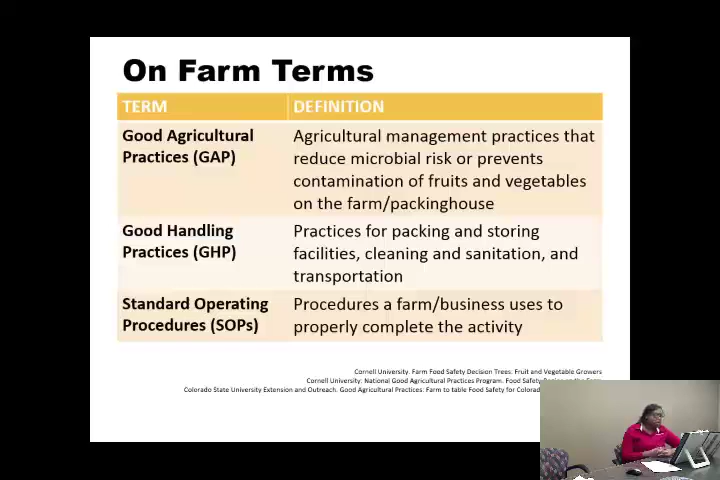 On Farm Terms
TERM DEFINITION
Good Agricultural Agricultural management practices that
Practices (GAP) reduce microbial risk or prevents
contamination of fruits and vegetables
on the farm/packinghouse
Good Handling Practices for packing and storing
Practices (GHP) facilities, cleaning and sanitation, and
transportation
Standard Operating Procedures a farm/business uses to
Procedures (SOPs) properly complete the activity
Cornell University. Farm Food Safety Decision Trees: Fruit and Vegetable Growers
Cornell University: National Good Agricultural Practices Program. Food Safety
Colorado State University Extension and Outreach. Good Agricultural Practices: Farm to table Food Safety for